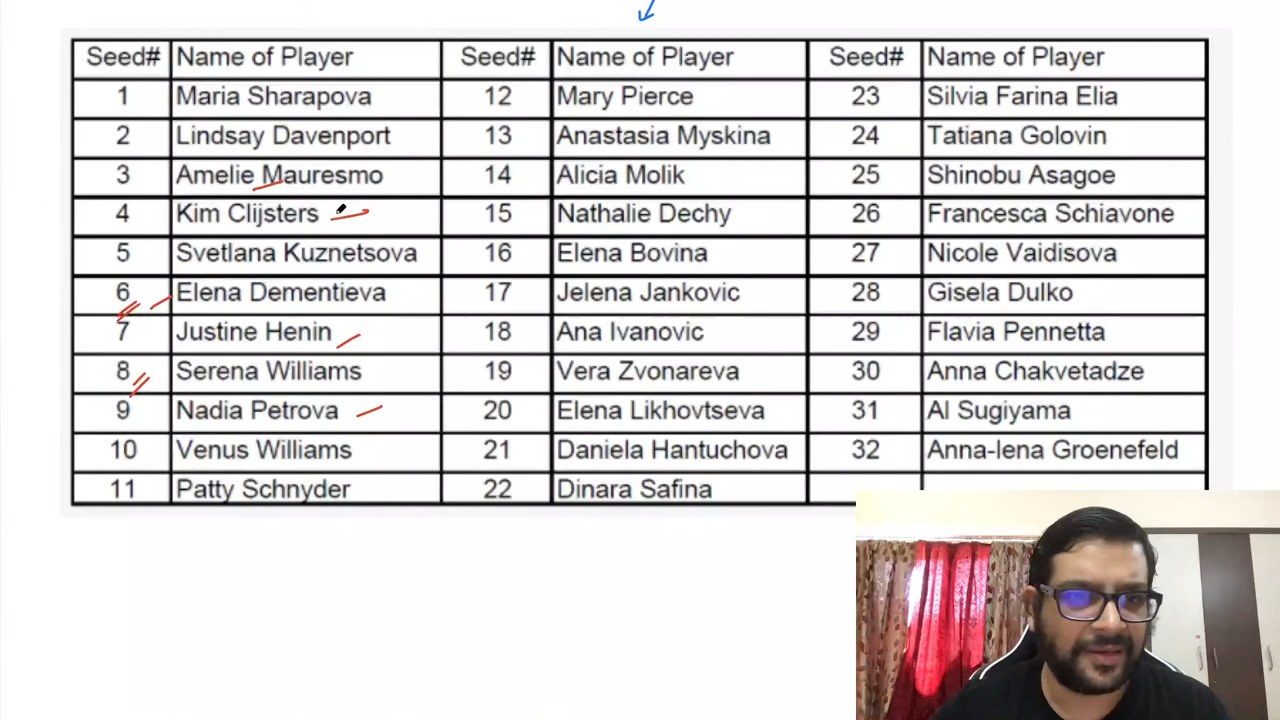 Seed# Name of Player Seed# Name of Player Seed# Name of Player
1 Maria Sharapova 12 Mary Pierce 23 Silvia Farina Elia
2 Lindsay Davenport 13 Anastasia Myskina 24 Tatiana Golovin
3 Amelie Mauresmo 14 Alicia Molik 25 Shinobu Asagoe
4 Kim Clijsters 15 Nathalie Dechy 26 Francesca Schiavone
5 Svetlana Kuznetsova 16 Elena Bovina 27 Nicole Vaidisova
6 Elena Dementieva 17 Jelena Jankovic 28 Gisela Dulko
7 Justine Henin 18 Ana Ivanovic 29 Flavia Pennetta
8 Serena Williams 19 Vera Zvonareva 30 Anna Chakvetadze
9 Nadia Petrova 20 Elena Likhovtseva 31 Al Sugiyama
10 Venus Williams 21 Daniela Hantuchova 32 Anna-lena Groenefeld
11 Patty Schnyder 22 Dinara Safina